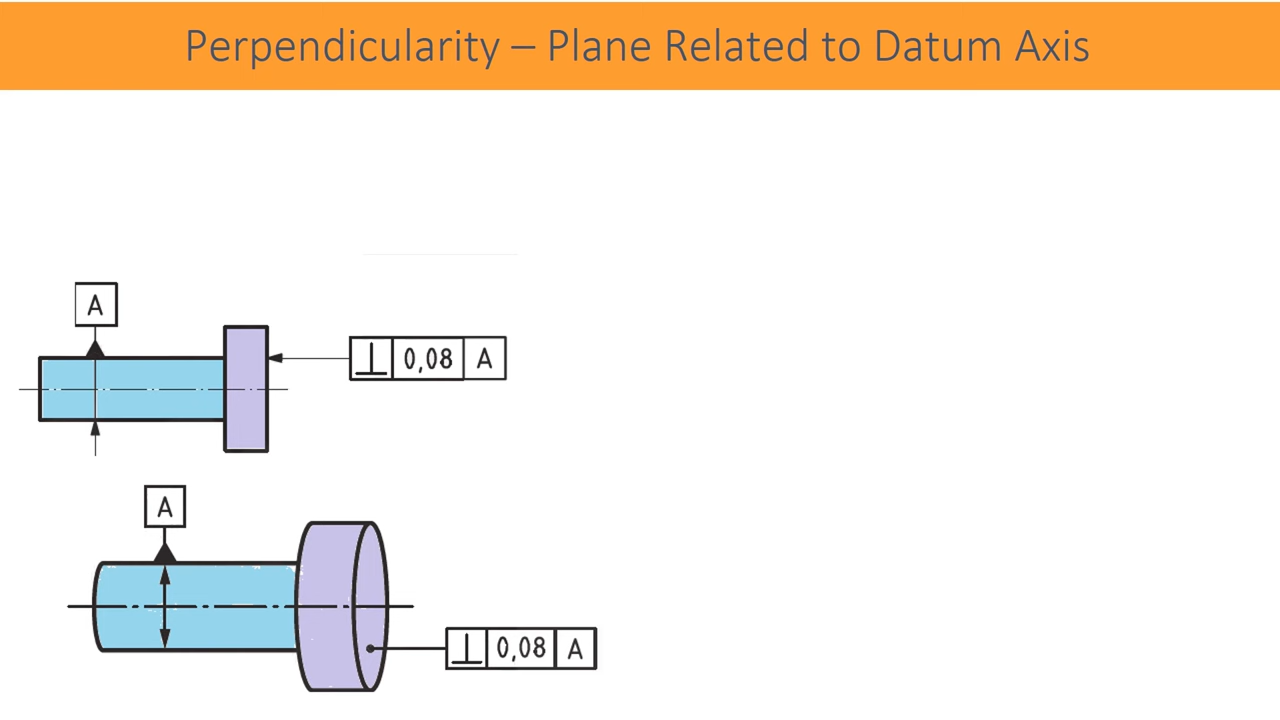 Perpendicularity – Plane Related to Datum Axis
A
⊥ 0,08 A
A
⊥ 0,08 A